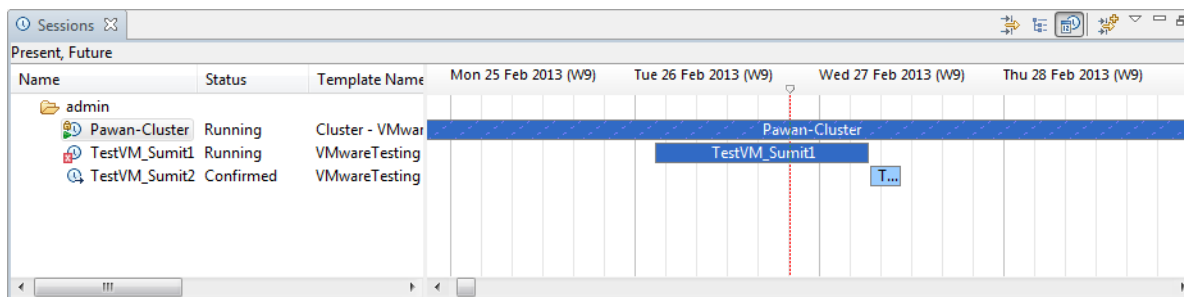 Sessions
Present, Future
Name Status Template Name Mon 25 Feb 2013 (W9) Tue 26 Feb 2013 (W9) Wed 27 Feb 2013 (W9) Thu 28 Feb 2013 (W9)
admin
Pawan-Cluster Running Cluster - VMwar Pawan-Cluster
TestVM_Sumit1 Running VMwareTesting TestVM_Sumit1
TestVM_Sumit2 Confirmed VMwareTesting T...